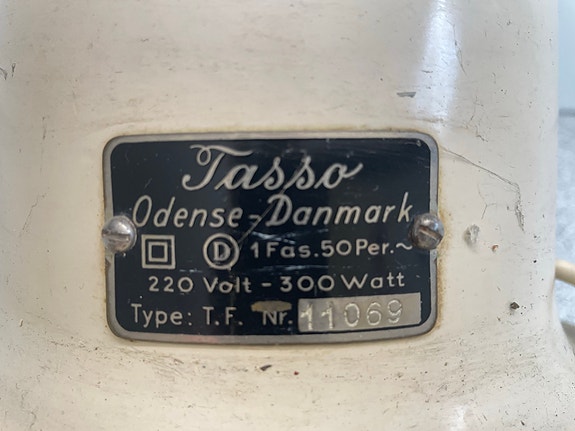 Tasso
Odense-Danmark
D 1 Fas. 50 Per.~
220 Volt - 300 Watt
Type: T.F. Nr. 11069